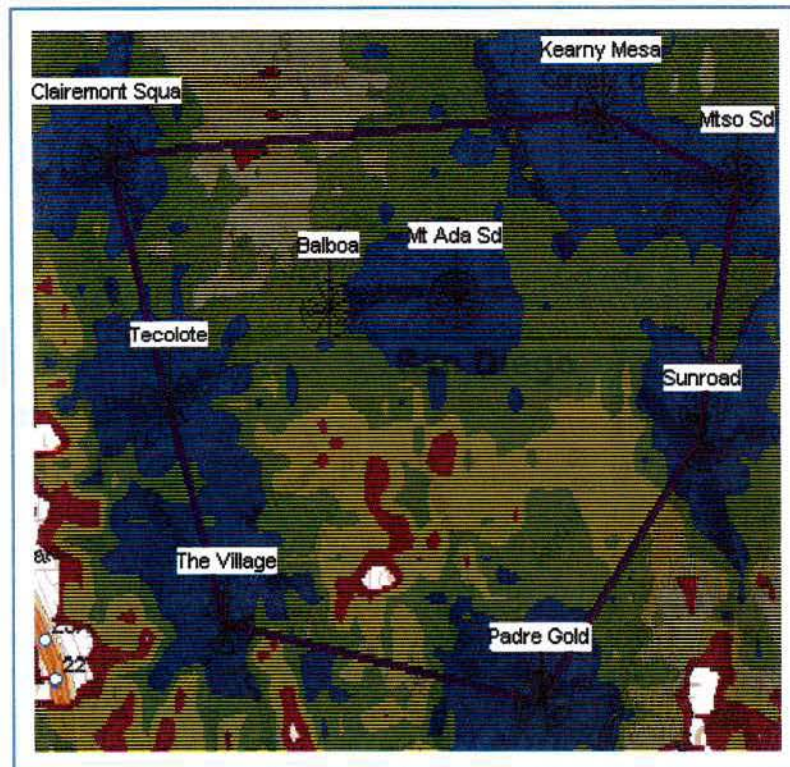 Kearny Mesa
Clairemont Squa
Mtso Sd
Balboa
Mt Ada Sd
Tecolote
Sunroad
The Village
Padre Gold
22